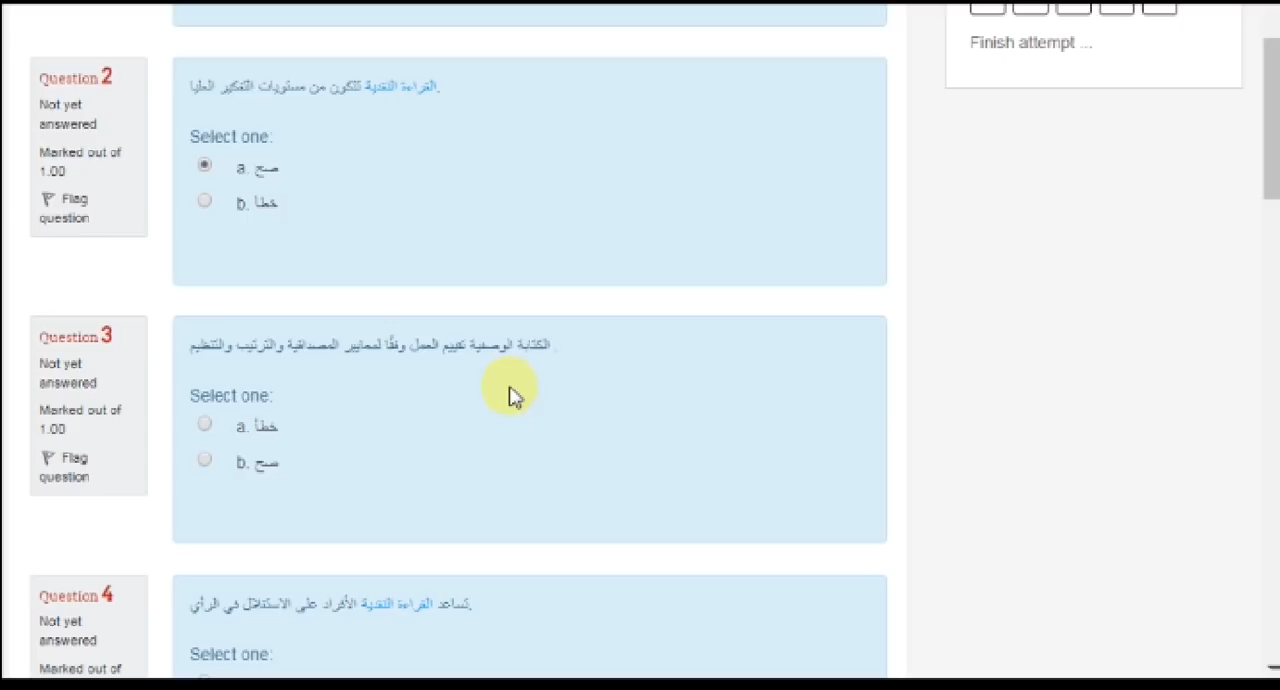 Finish attempt ...
Question 2
Not yet
answered
Marked out of
1.00
Flag
question
القراءة النقدية تتكون من مستويات التفكير العليا.
Select one:
a. صح
b. خطأ
Question 3
Not yet
answered
Marked out of
1.00
Flag
question
الكتابة الوصفية تقييم العمل وفقًا لمعايير المصداقية والترتيب والتنظيم.
Select one:
a. خطأ
b. صح
Question 4
Not yet
answered
Marked out of
تساعد القراءة النقدية الأفراد على الاستقلال في الرأي.
Select one: